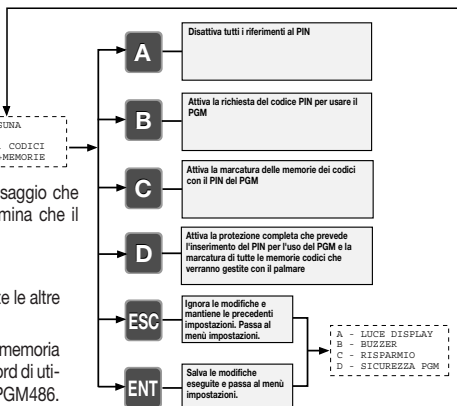 A
Disattiva tutti i riferimenti al PIN
B
Attiva la richiesta del codice PIN per usare il
PGM
CODICI
-MEMORIE
C
Attiva la marcatura delle memorie dei codici
con il PIN del PGM
che
che il
D
Attiva la protezione completa che prevede
l'inserimento del PIN per l'uso del PGM e la
marcatura di tutte le memorie codici che
verranno gestite con il palmare
le altre
memoria
di uti-
PGM486.
ESC
Ignora le modifiche e
mantiene le precedenti
impostazioni. Passa al
menù impostazioni.
ENT
Salva le modifiche
eseguite e passa al menù
impostazioni.
A - LUCE DISPLAY
B - BUZZER
C - RISPARMIO
D - SICUREZZA PGM